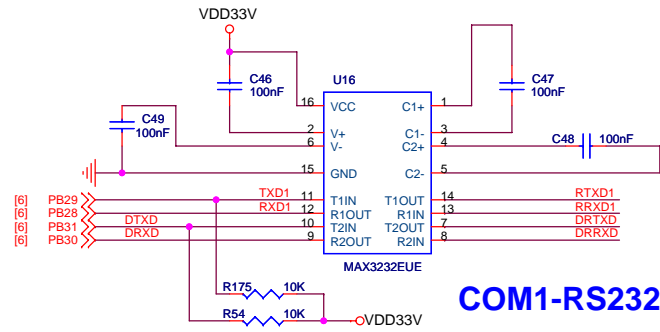 VDD33V
C46
100nF
U16
C47
100nF
C49
100nF
16
VCC
C1+
1
2
V+
C1-
3
6
V-
C2+
4
C48
100nF
15
GND
C2-
5
[6]
PB29
TXD1
11
T1IN
T1OUT
14
RTXD1
[6]
PB28
RXD1
12
R1OUT
R1IN
13
RRXD1
[6]
PB31
DTXD
10
T2IN
T2OUT
7
DRTXD
[6]
PB30
DRXD
9
R2OUT
R2IN
8
DRRXD
MAX3232EUE
R175
10K
R54
10K
VDD33V
COM1-RS232